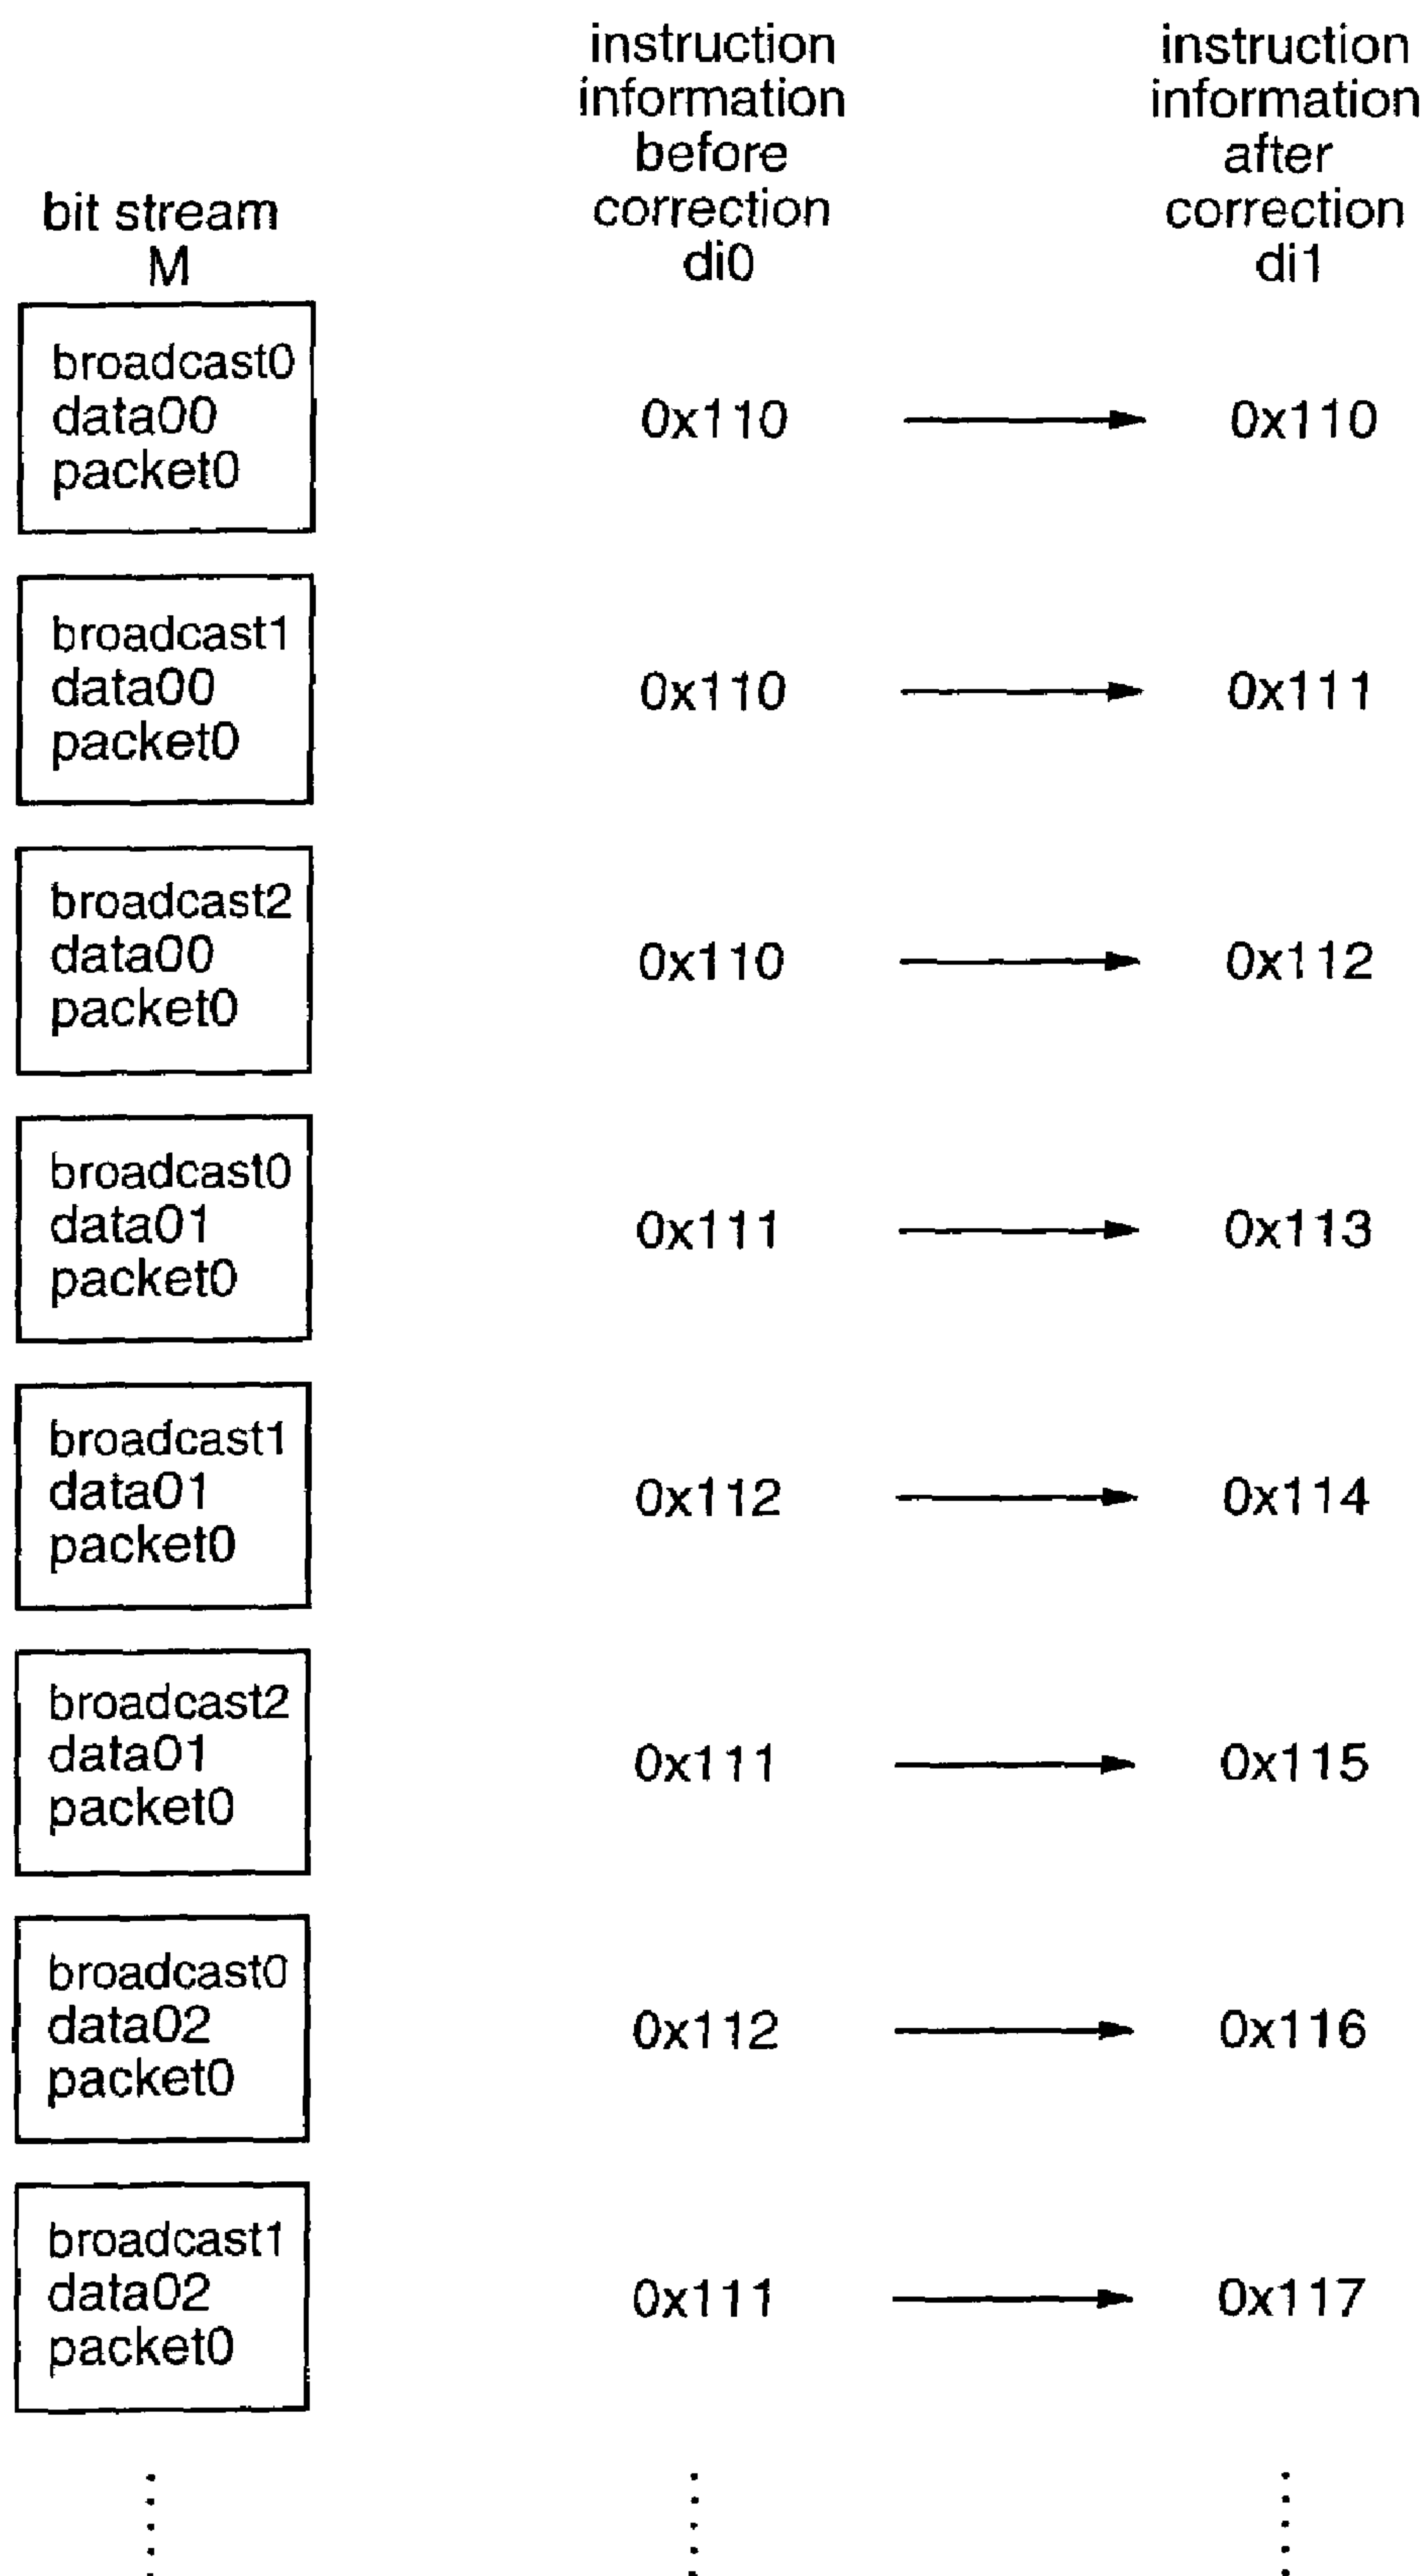 bit stream
M
instruction
information
before
correction
di0
instruction
information
after
correction
di1
broadcast0
data00
packet0
0x110
0x110
broadcast1
data00
packet0
0x110
0x111
broadcast2
data00
packet0
0x110
0x112
broadcast0
data01
packet0
0x111
0x113
broadcast1
data01
packet0
0x112
0x114
broadcast2
data01
packet0
0x111
0x115
broadcast0
data02
packet0
0x112
0x116
broadcast1
data02
packet0
0x111
0x117